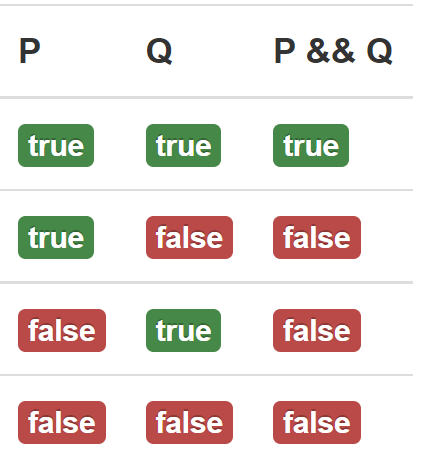 P Q P && Q
true true true
true false false
false true false
false false false